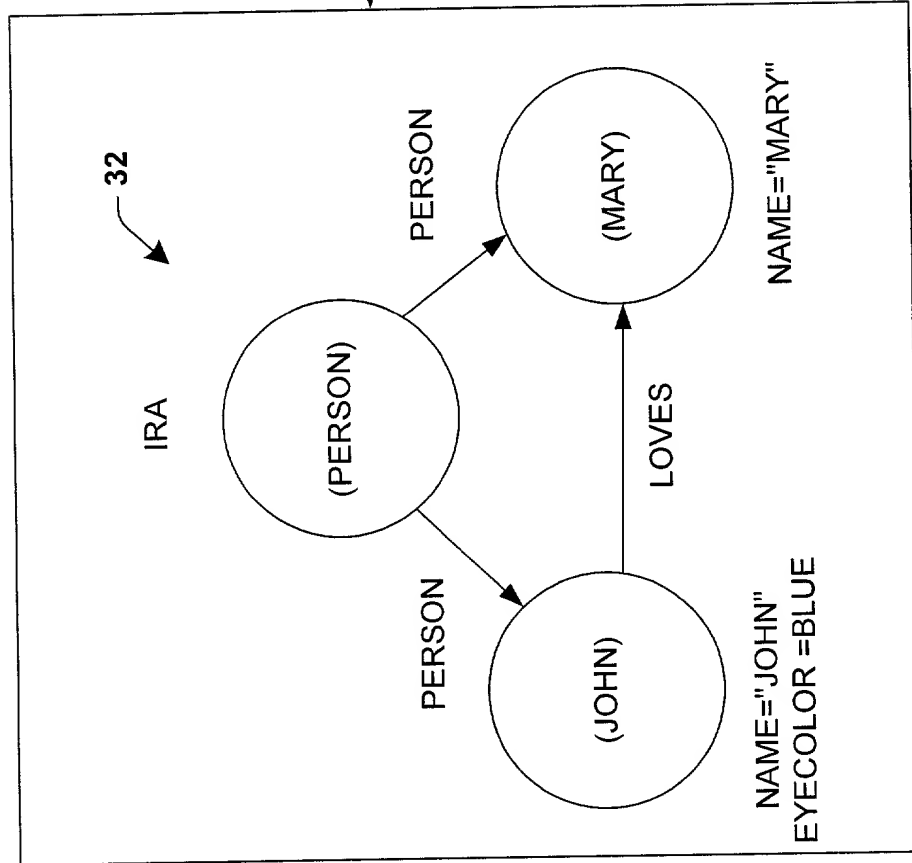 32
IRA
(PERSON)
PERSON
PERSON
(JOHN)
(MARY)
LOVES
NAME="JOHN"
EYECOLOR =BLUE
NAME="MARY"